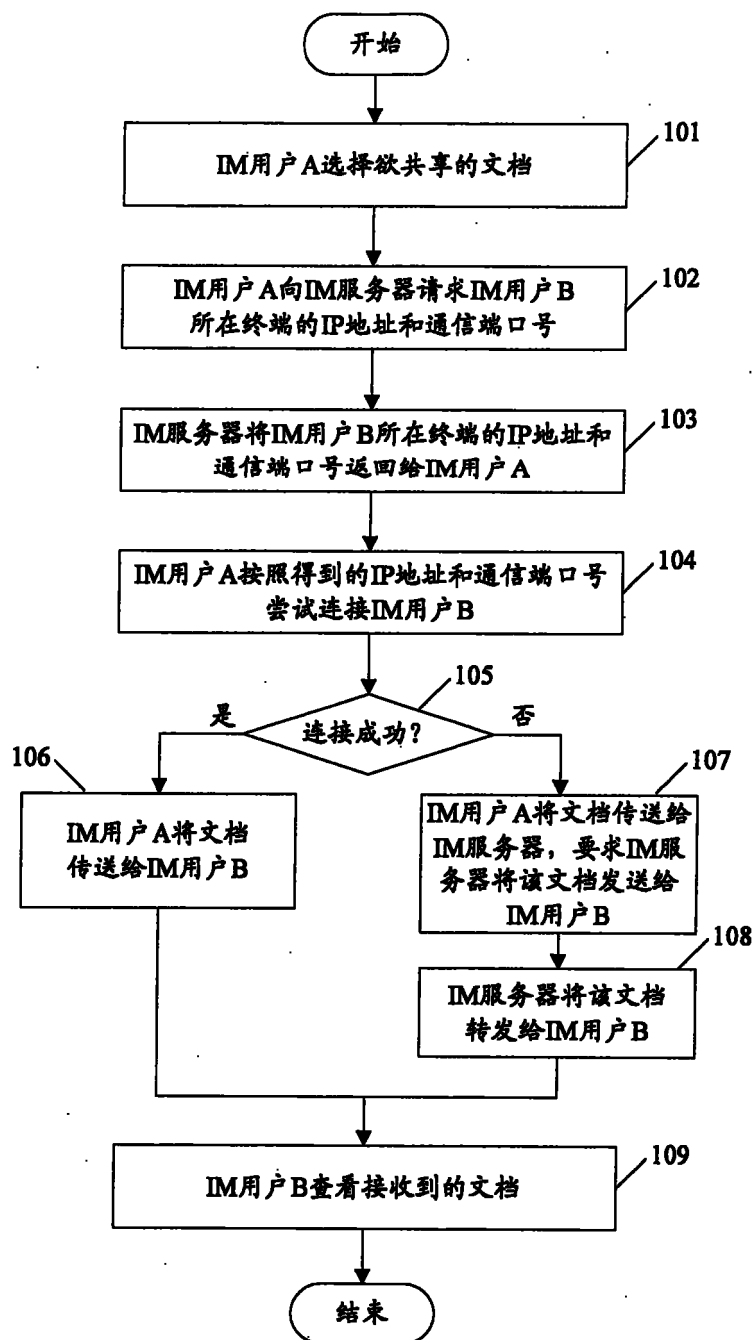 开始
101
IM用户A选择欲共享的文档
102
IM用户A向IM服务器请求IM用户B
所在终端的IP地址和通信端口号
103
IM服务器将IM用户B所在终端的IP地址和
通信端口号返回给IM用户A
104
IM用户A按照得到的IP地址和通信端口号
尝试连接IM用户B
105
是
连接成功?
否
106
IM用户A将文档
传送给IM用户B
107
IM用户A将文档传送给
IM服务器，要求IM服
务器将该文档发送给
IM用户B
108
IM服务器将该文档
转发给IM用户B
109
IM用户B查看接收到的文档
结束